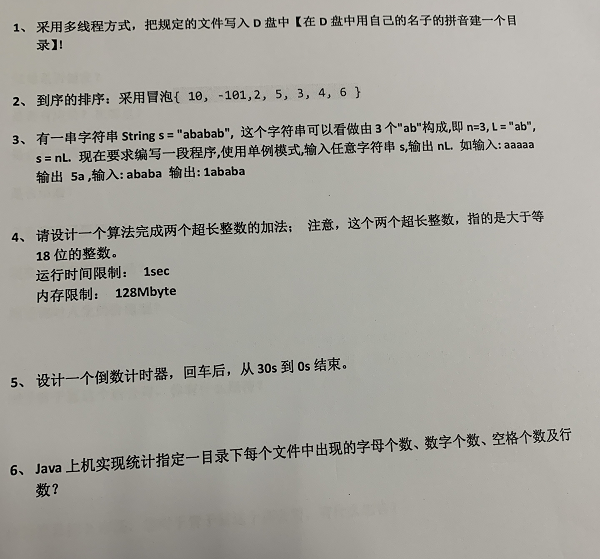 1、 采用多线程方式，把规定的文件写入 D 盘中【在 D 盘中用自己的名子的拼音建一个目
录】！
2、 到序的排序：采用冒泡{ 10, -101,2, 5, 3, 4, 6 }
3、 有一串字符串 String s = "ababab", 这个字符串可以看做由 3 个"ab"构成,即 n=3, L = "ab",
s = nL. 现在要求编写一段程序,使用单例模式,输入任意字符串 s,输出 nL. 如输入: aaaaa
输出 5a ,输入: ababa 输出: 1ababa
4、 请设计一个算法完成两个超长整数的加法； 注意，这个两个超长整数，指的是大于等
18 位的整数。
运行时间限制： 1sec
内存限制： 128Mbyte
5、 设计一个倒数计时器，回车后，从 30s 到 0s 结束。
6、 Java 上机实现统计指定一目录下每个文件中出现的字母个数、数字个数、空格个数及行
数？